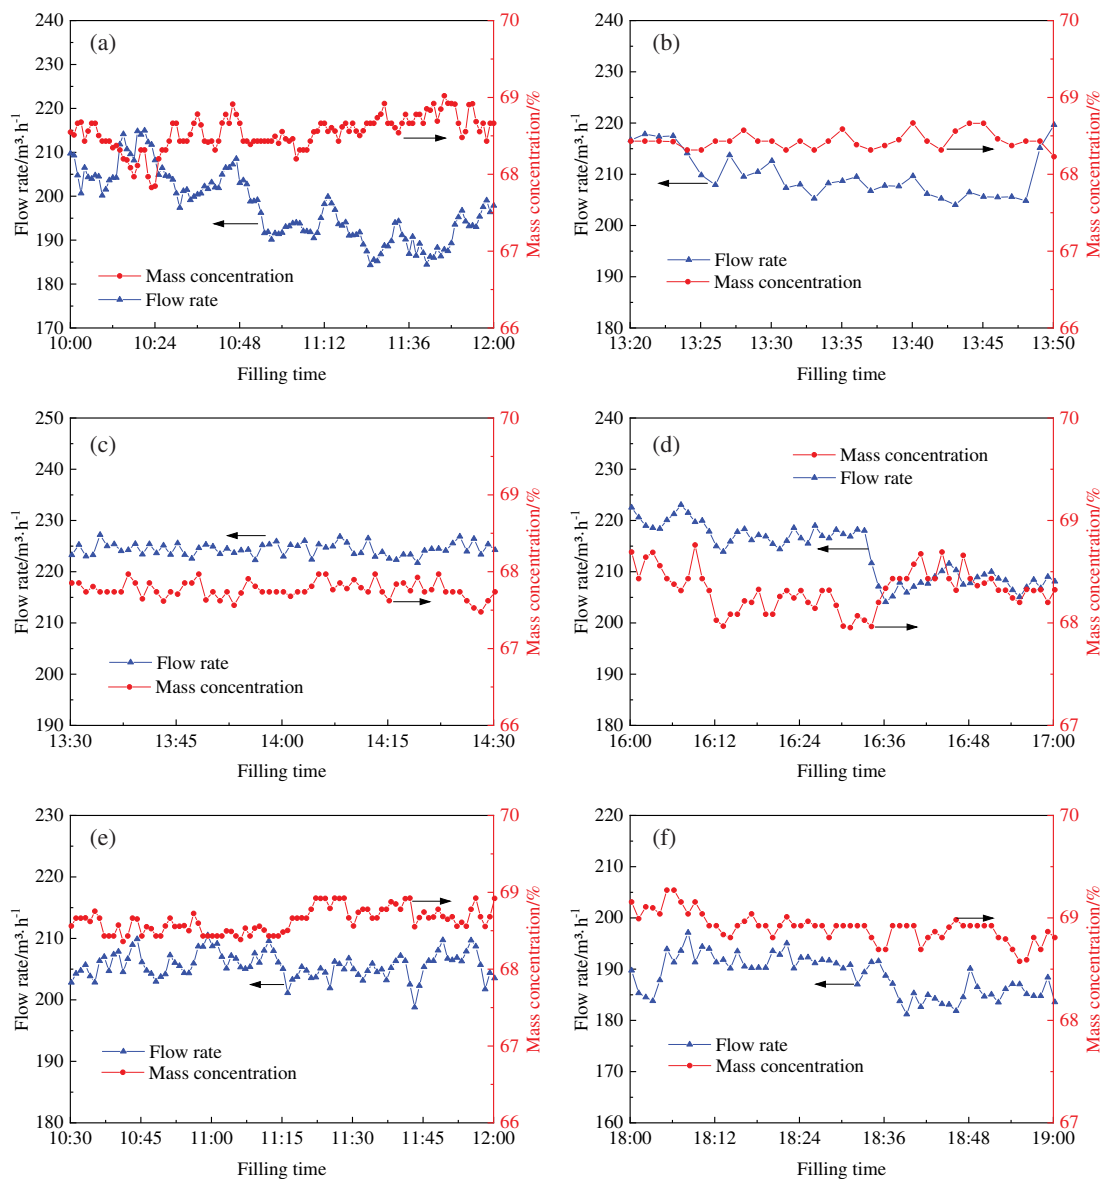 (a)
Flow rate/m³·h⁻¹
240
230
220
210
200
190
180
170
10:00 10:24 10:48 11:12 11:36 12:00
Filling time
70
69
68
67
66
Mass concentration/%
Mass concentration
Flow rate
(b)
Flow rate/m³·h⁻¹
240
230
220
210
200
190
180
13:20 13:25 13:30 13:35 13:40 13:45 13:50
Filling time
70
69
68
67
66
Mass concentration/%
Flow rate
Mass concentration
(c)
Flow rate/m³·h⁻¹
250
240
230
220
210
200
190
13:30 13:45 14:00 14:15 14:30
Filling time
70
69
68
67
66
Mass concentration/%
Flow rate
Mass concentration
(d)
Flow rate/m³·h⁻¹
240
230
220
210
200
190
180
16:00 16:12 16:24 16:36 16:48 17:00
Filling time
70
69
68
67
Mass concentration/%
Mass concentration
Flow rate
(e)
Flow rate/m³·h⁻¹
230
220
210
200
190
180
10:30 10:45 11:00 11:15 11:30 11:45 12:00
Filling time
70
69
68
67
66
Mass concentration/%
Flow rate
Mass concentration
(f)
Flow rate/m³·h⁻¹
220
210
200
190
180
170
160
18:00 18:12 18:24 18:36 18:48 19:00
Filling time
70
69
68
67
Mass concentration/%
Flow rate
Mass concentration